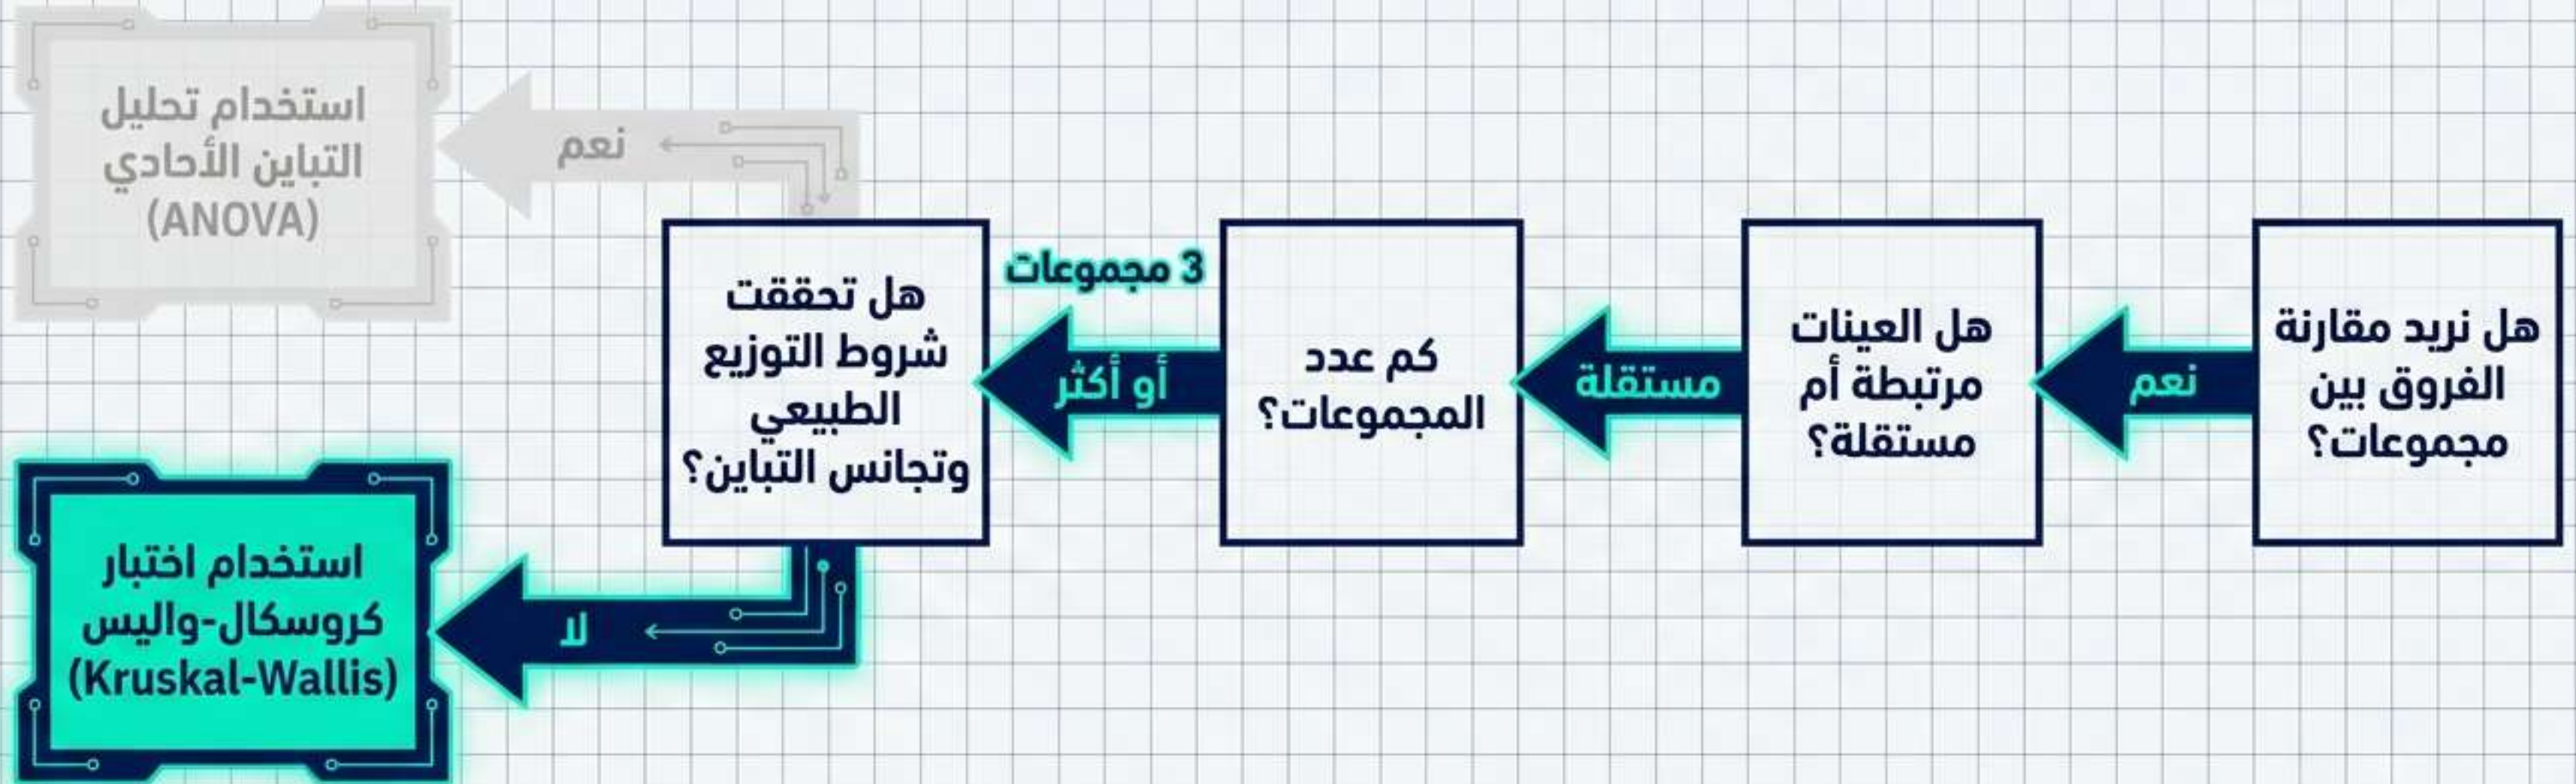 هل نريد مقارنة
الفروق بين
مجموعات؟
نعم
هل العينات
مرتبطة أم
مستقلة؟
مستقلة
كم عدد
المجموعات؟
3 مجموعات
أو أكثر
هل تحققت
شروط التوزيع
الطبيعي
وتجانس التباين؟
نعم
استخدام تحليل
التباين الأحادي
(ANOVA)
لا
استخدام اختبار
كروسكال-واليس
(Kruskal-Wallis)